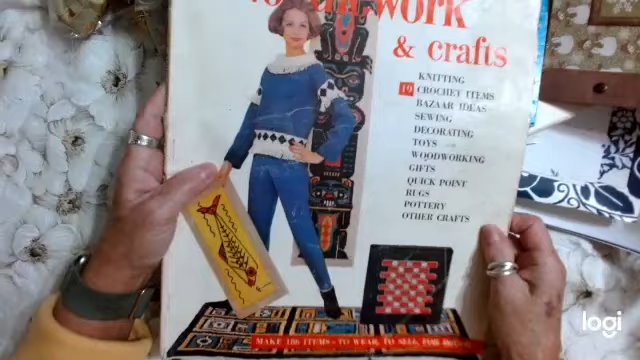 work
& crafts
KNITTING
19 CROCHET ITEMS
BAZAAR IDEAS
SEWING
DECORATING
TOYS
WOODWORKING
GIFTS
QUICK POINT
RUGS
POTTERY
OTHER CRAFTS
MAKE 186 ITEMS - TO WEAR, TO SELL, FOR
logi